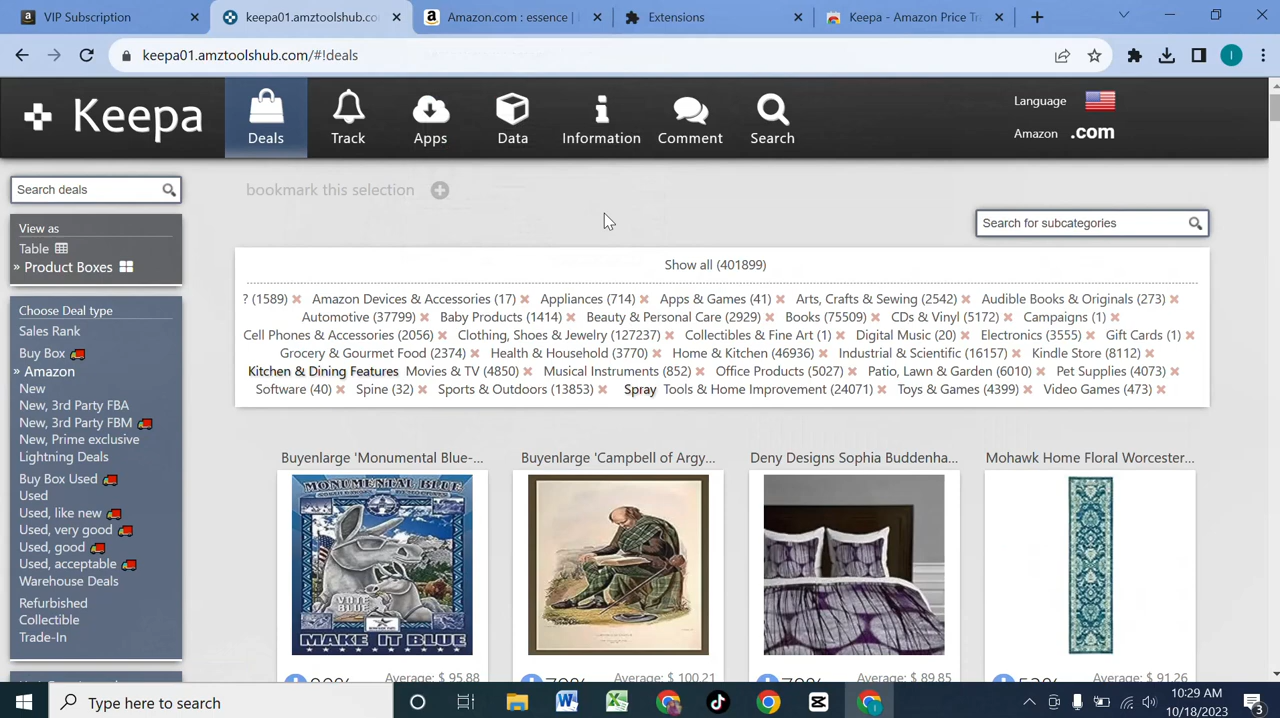 VIP Subscription
keepa01.amztoolshub.co
Amazon.com : essence |
Extensions
Keepa - Amazon Price Tr
keepa01.amztoolshub.com/#!deals
I
Keepa
Deals
Track
Apps
Data
Information
Comment
Search
Language
Amazon .com
Search deals
bookmark this selection
Search for subcategories
View as
Table
» Product Boxes
Show all (401899)
? (1589) Amazon Devices & Accessories (17) Appliances (714) Apps & Games (41) Arts, Crafts & Sewing (2542) Audible Books & Originals (273)
Automotive (37799) Baby Products (1414) Beauty & Personal Care (2929) Books (75509) CDs & Vinyl (5172) Campaigns (1)
Cell Phones & Accessories (2056) Clothing, Shoes & Jewelry (127237) Collectibles & Fine Art (1) Digital Music (20) Electronics (3555) Gift Cards (1)
Grocery & Gourmet Food (2374) Health & Household (3770) Home & Kitchen (46936) Industrial & Scientific (16157) Kindle Store (8112)
Kitchen & Dining Features Movies & TV (4850) Musical Instruments (852) Office Products (5027) Patio, Lawn & Garden (6010) Pet Supplies (4073)
Software (40) Spine (32) Sports & Outdoors (13853) Spray Tools & Home Improvement (24071) Toys & Games (4399) Video Games (473)
Choose Deal type
Sales Rank
Buy Box
» Amazon
New
New, 3rd Party FBA
New, 3rd Party FBM
New, Prime exclusive
Lightning Deals
Buy Box Used
Used
Used, like new
Used, very good
Used, good
Used, acceptable
Warehouse Deals
Refurbished
Collectible
Trade-In
Buyenlarge 'Monumental Blue-...
Buyenlarge 'Campbell of Argy...
Deny Designs Sophia Buddenha...
Mohawk Home Floral Worcester...
MONUMENTAL BLUE
VOTE BLUE
MAKE IT BLUE
Average: $ 95.88
Average: $ 100.21
Average: $ 89.85
Average: $ 91.26
Type here to search
10:29 AM
10/18/2023
3